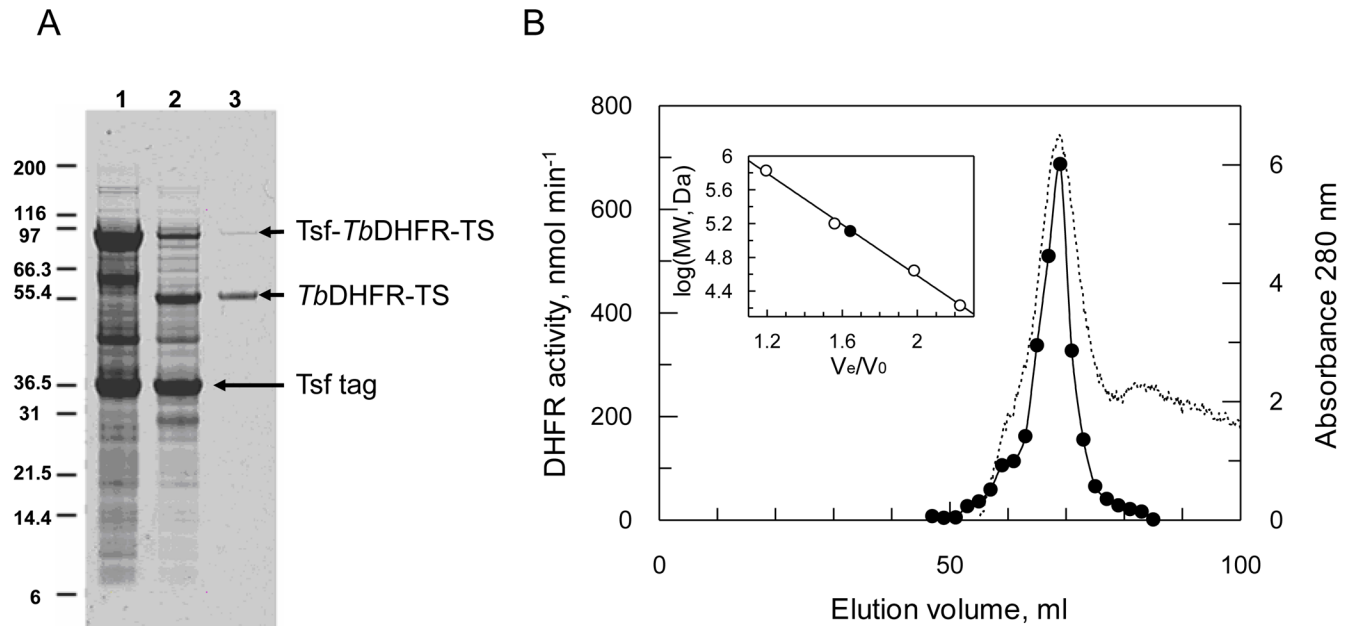 A
1 2 3
200
116
97
66.3
55.4
36.5
31
21.5
14.4
6
Tsf-TbDHFR-TS
TbDHFR-TS
Tsf tag
B
DHFR activity, nmol min-1
800
600
400
200
0
log(MW, Da)
6
5.6
5.2
4.8
4.4
1.2 1.6 2
Ve/V0
6
4
2
0
Absorbance 280 nm
0 50 100
Elution volume, ml